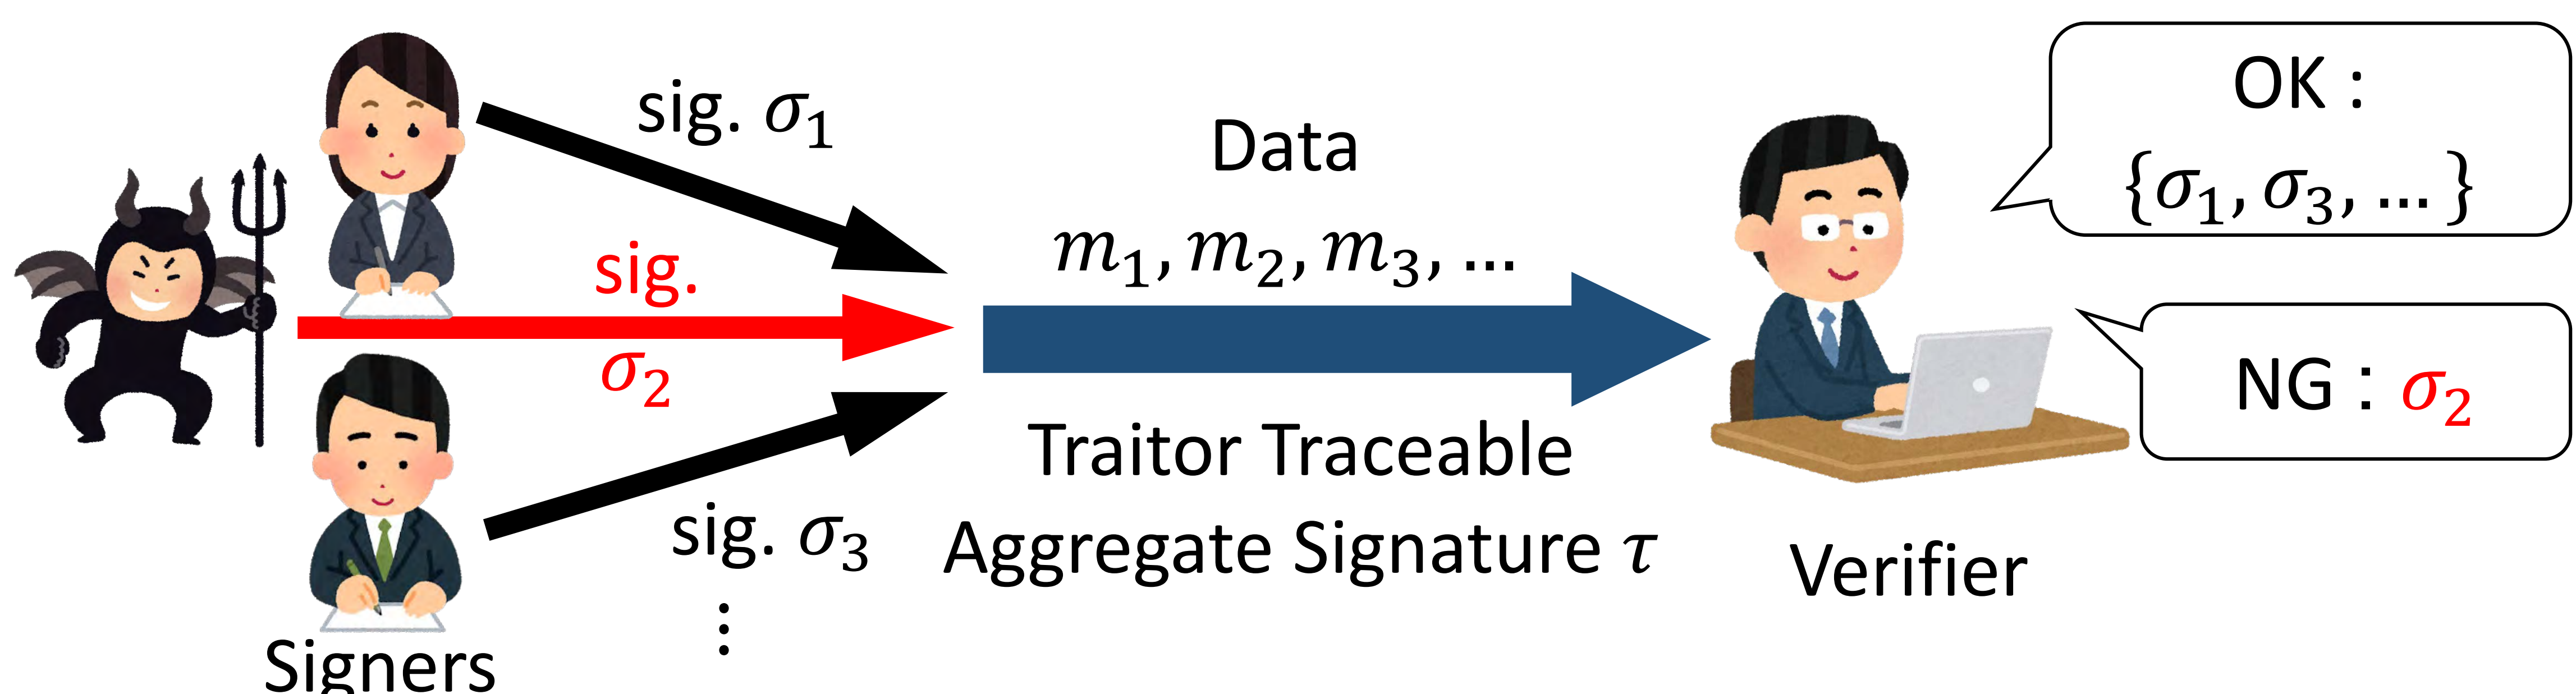 sig. 𝜎1
sig.
𝜎2
sig. 𝜎3
⋮
Signers
Data
𝑚1, 𝑚2, 𝑚3, …
Traitor Traceable
Aggregate Signature 𝜏
Verifier
OK :
{𝜎1, 𝜎3, … }
NG : 𝜎2